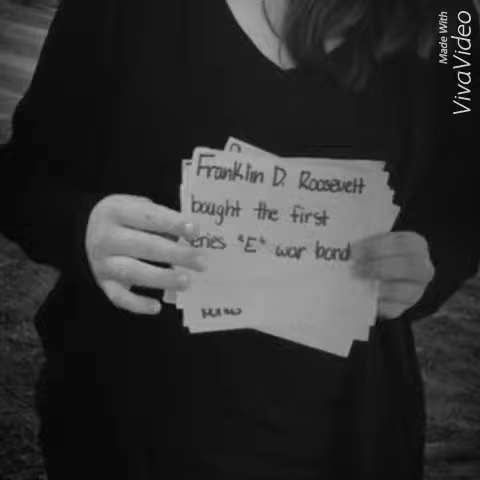 Made With
VivaVideo
Franklin D. Roosevelt
bought the first
eries "E" war bond